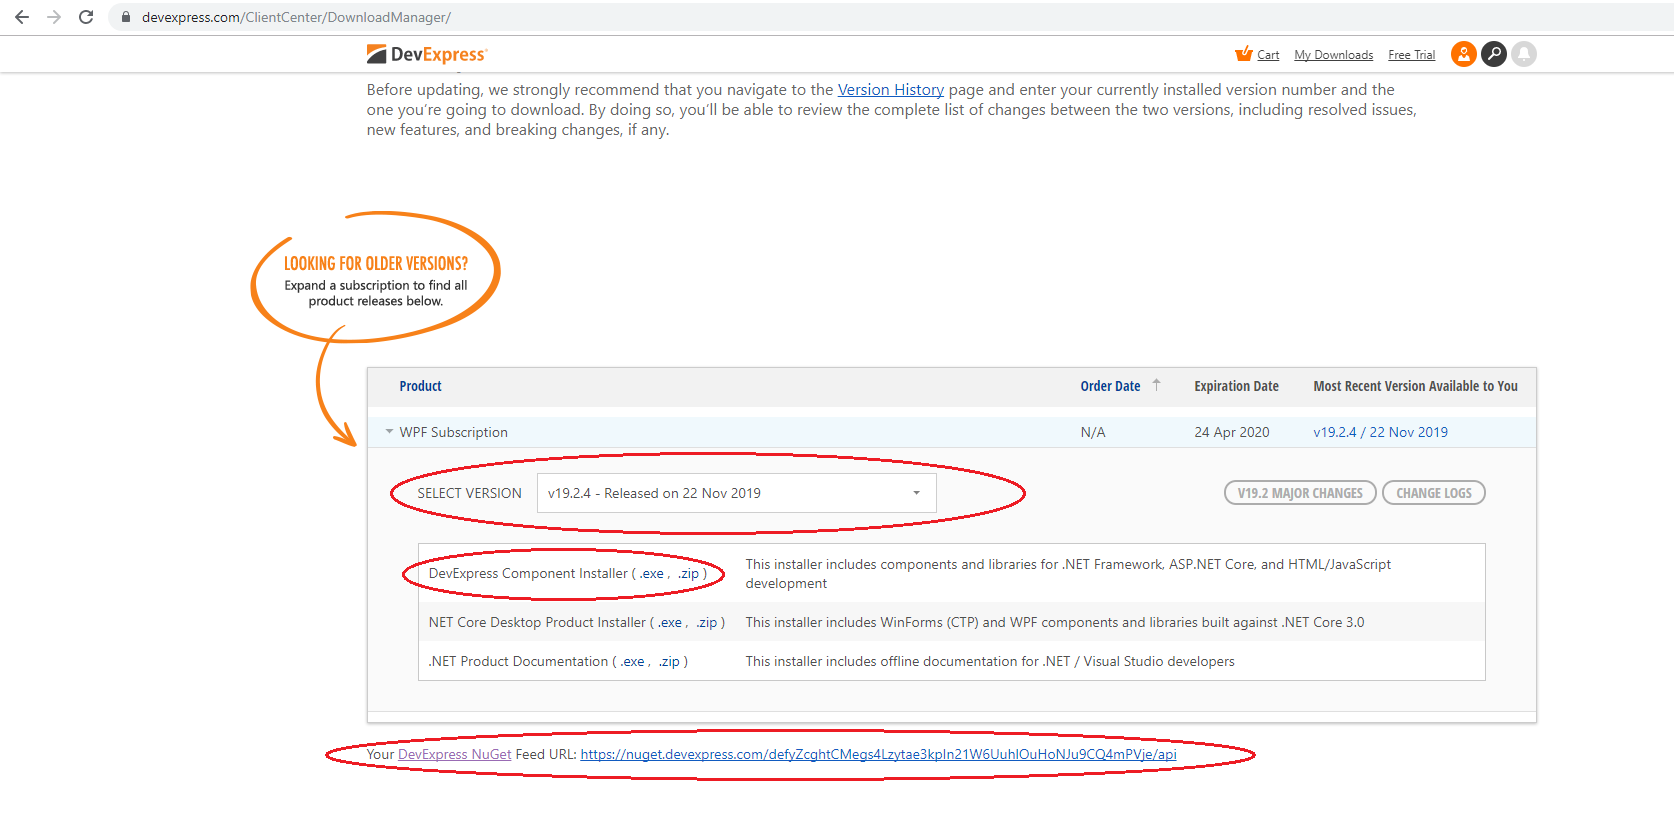 devexpress.com/ClientCenter/DownloadManager/
DevExpress
Cart My Downloads Free Trial
Before updating, we strongly recommend that you navigate to the Version History page and enter your currently installed version number and the
one you're going to download. By doing so, you'll be able to review the complete list of changes between the two versions, including resolved issues,
new features, and breaking changes, if any.
LOOKING FOR OLDER VERSIONS?
Expand a subscription to find all
product releases below.
Product Order Date Expiration Date Most Recent Version Available to You
WPF Subscription N/A 24 Apr 2020 v19.2.4 / 22 Nov 2019
SELECT VERSION v19.2.4 - Released on 22 Nov 2019 V19.2 MAJOR CHANGES CHANGE LOGS
DevExpress Component Installer ( .exe , .zip ) This installer includes components and libraries for .NET Framework, ASP.NET Core, and HTML/JavaScript
development
NET Core Desktop Product Installer ( .exe , .zip ) This installer includes WinForms (CTP) and WPF components and libraries built against .NET Core 3.0
.NET Product Documentation ( .exe , .zip ) This installer includes offline documentation for .NET / Visual Studio developers
Your DevExpress NuGet Feed URL: https://nuget.devexpress.com/defyZcghtCMegs4Lzytae3kpIn21W6UuhlOuHoNJu9CQ4mPVje/api